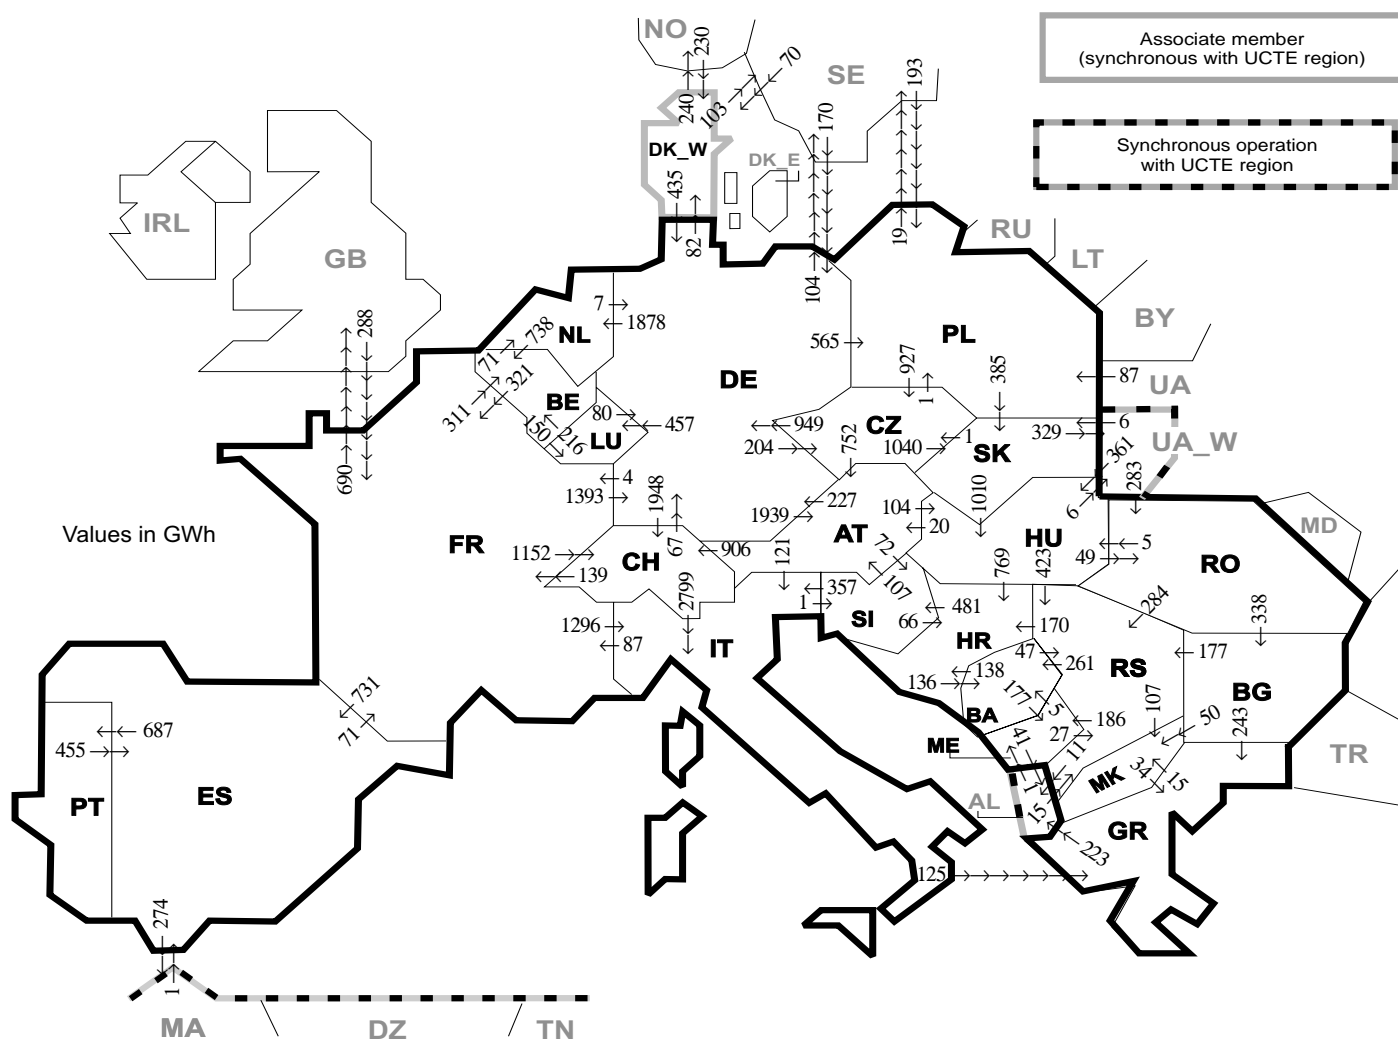 NO
230
70
SE
193
Associate member
(synchronous with UCTE region)
240
103
170
Synchronous operation
with UCTE region
DK_W
DK_E
IRL
GB
435
82
19
RU
LT
104
BY
288
7
1878
NL
738
71
565
PL
927
385
1
87
UA
321
311
DE
BE
80
457
LU
216
150
949
204
CZ
752
1040
1
SK
329
6
UA_W
361
283
690
4
1393
1948
227
1939
104
20
1010
6
Values in GWh
FR
1152
139
CH
67
906
121
AT
72
107
HU
769
423
49
5
RO
MD
2799
357
1
SI
66
481
284
338
1296
87
IT
HR
170
47
261
RS
177
731
71
138
136
177
5
BA
186
27
107
50
BG
243
687
455
ME
41
11
1
15
MK
34
15
TR
PT
ES
AL
GR
223
125
274
1
MA
DZ
TN